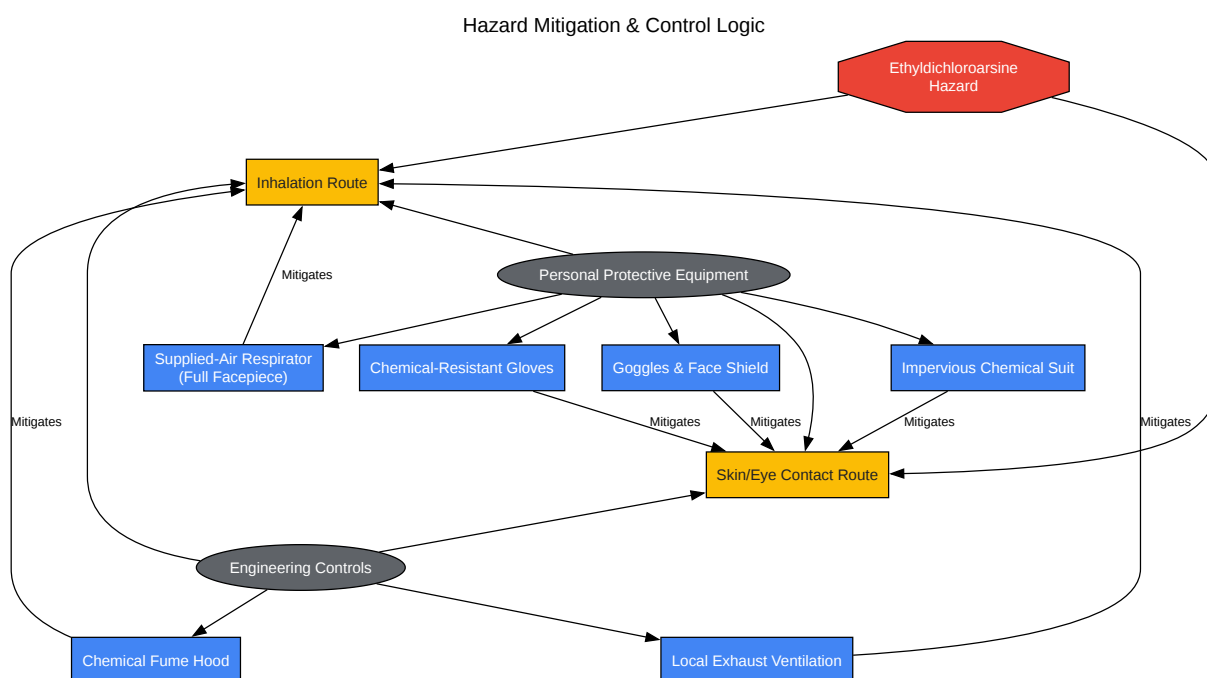 Hazard Mitigation & Control Logic
Ethyldichloroarsine
Hazard
Inhalation Route
Mitigates
Personal Protective Equipment
Supplied-Air Respirator
(Full Facepiece)
Chemical-Resistant Gloves
Goggles & Face Shield
Impervious Chemical Suit
Mitigates
Mitigates
Mitigates
Mitigates
Mitigates
Skin/Eye Contact Route
Engineering Controls
Chemical Fume Hood
Local Exhaust Ventilation